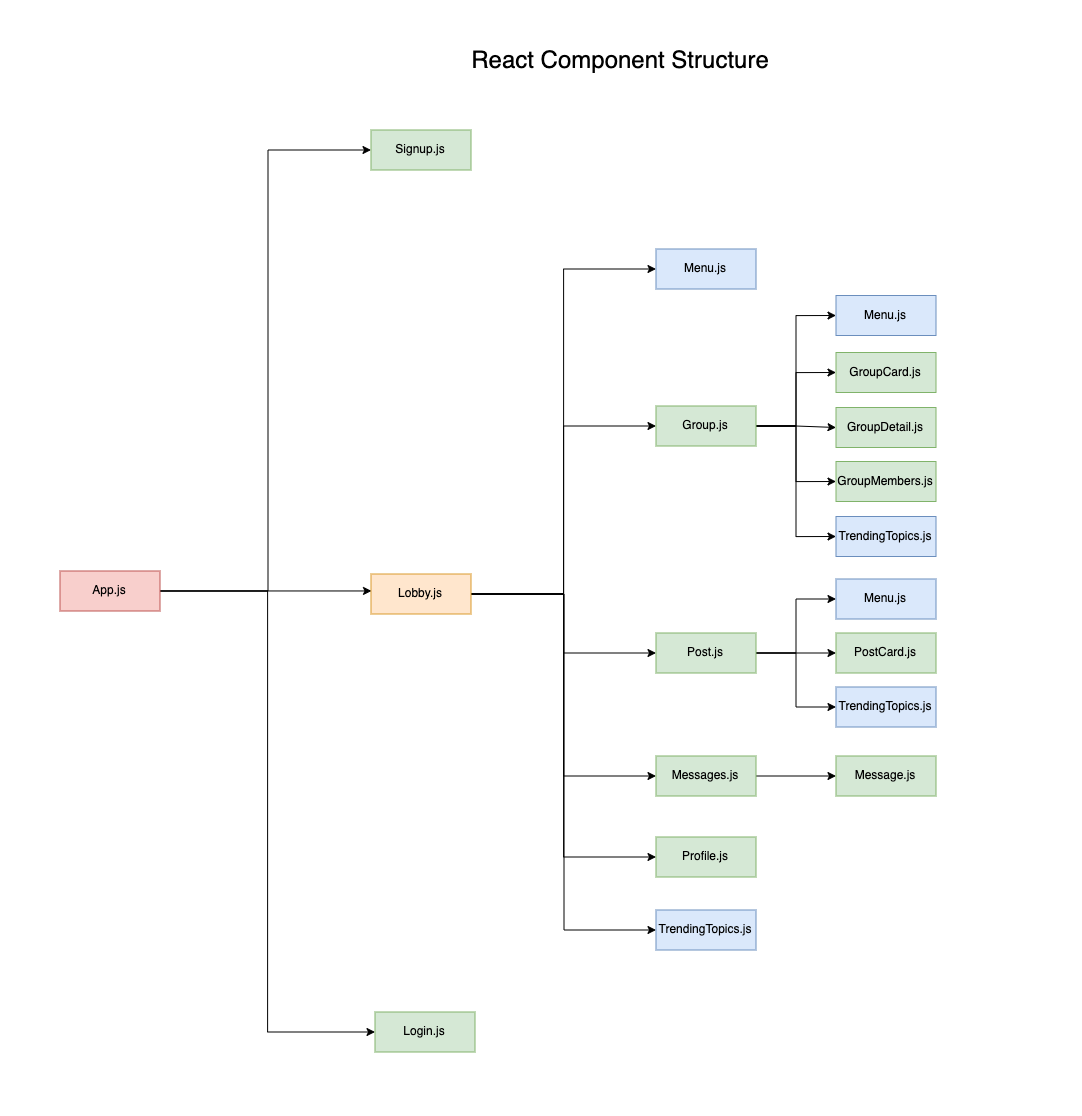 React Component Structure
Signup.js
Menu.js
Menu.js
GroupCard.js
Group.js
GroupDetail.js
GroupMembers.js
TrendingTopics.js
App.js
Lobby.js
Menu.js
Post.js
PostCard.js
TrendingTopics.js
Messages.js
Message.js
Profile.js
TrendingTopics.js
Login.js